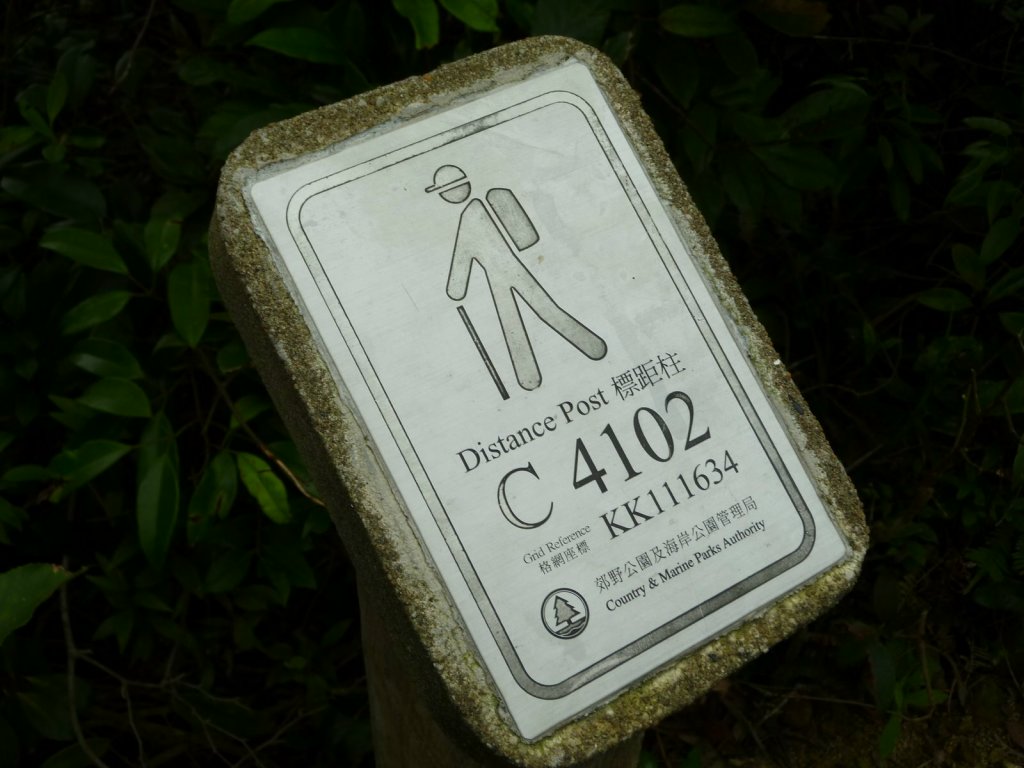 Distance Post 標距柱
C 4102
Grid Reference KK111634
格網座標
郊野公園及海岸公園管理局
Country & Marine Parks Authority